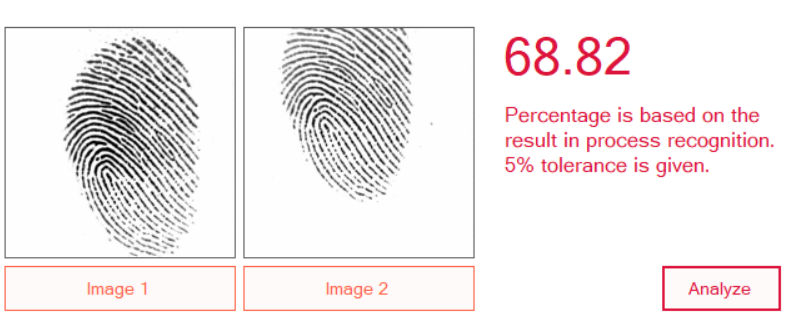 68.82
Percentage is based on the
result in process recognition.
5% tolerance is given.
Image 1
Image 2
Analyze